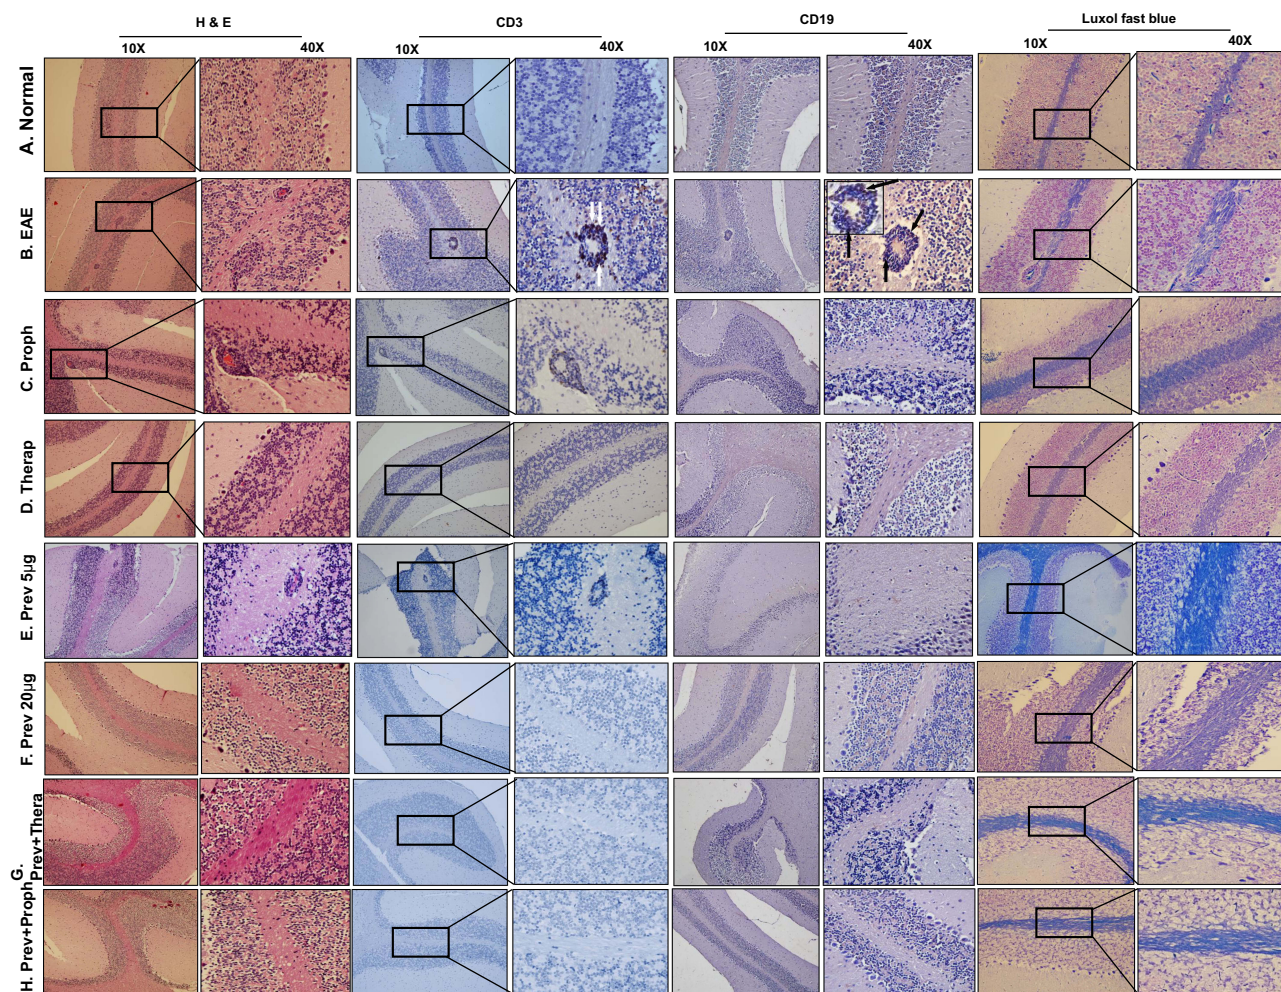 H & E
CD3
CD19
Luxol fast blue
10X
40X
10X
40X
10X
40X
10X
40X
A. Normal
B. EAE
C. Proph
D. Therap
E. Prev 5µg
F. Prev 20µg
G.
Prev+Thera
H. Prev+Proph